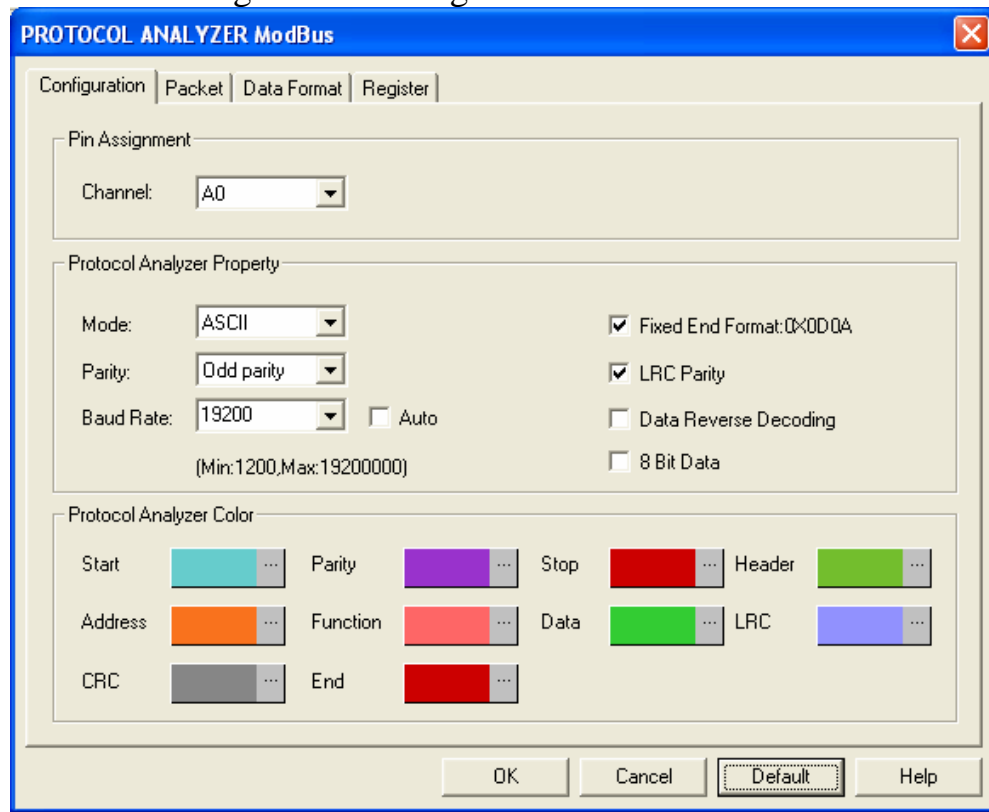 PROTOCOL ANALYZER ModBus
Configuration Packet Data Format Register
Pin Assignment
Channel: A0
Protocol Analyzer Property
Mode: ASCII Fixed End Format:0X0D0A
Parity: Odd parity LRC Parity
Baud Rate: 19200 Auto Data Reverse Decoding
(Min:1200,Max:19200000) 8 Bit Data
Protocol Analyzer Color
Start ... Parity ... Stop ... Header ...
Address ... Function ... Data ... LRC ...
CRC ... End ...
OK Cancel Default Help